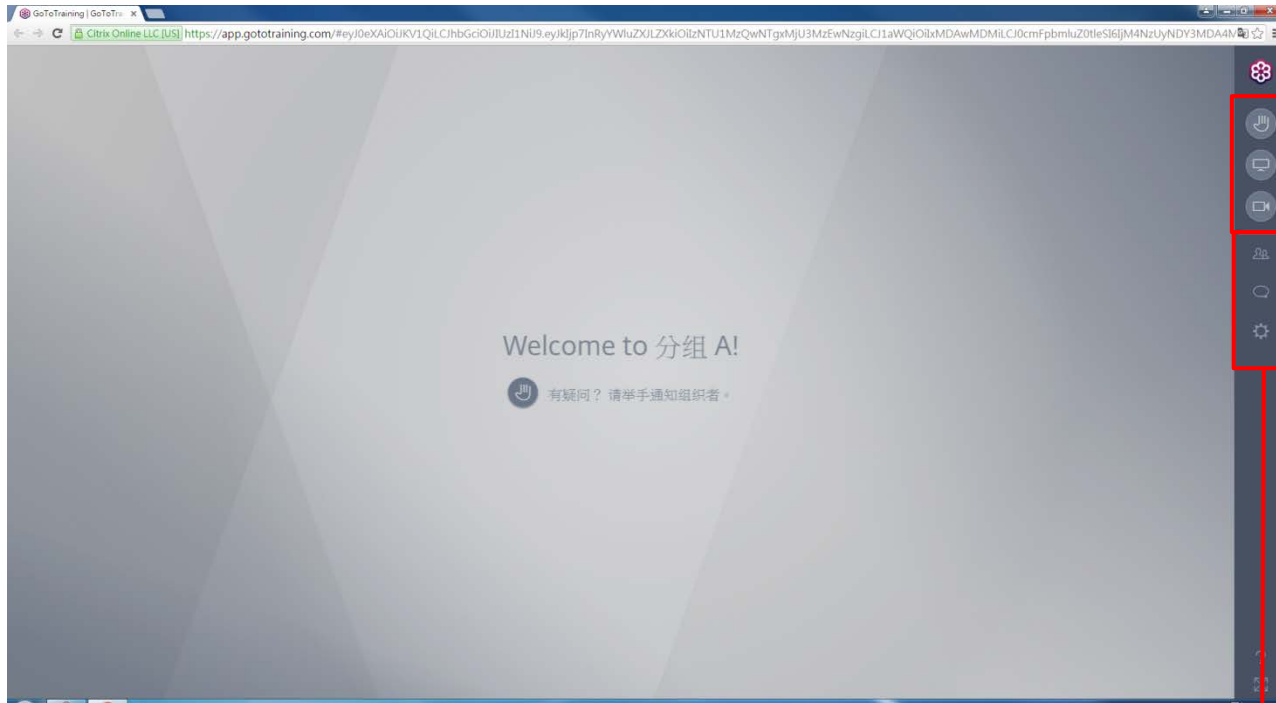 GoToTraining | GoToTra
Citrix Online LLC [US] https://app.gototraining.com/#eyJ0eXAiOiJKV1QiLCJhbGciOiJIUzI1NiJ9.eyJkIjp7InRyYWluZXJLZXkiOiIzNTU1MzQwNTgxMjU3MzEwNzgiLCJ1aWQiOiIxMDAwMDMiLCJ0cmFpbmluZ0tleSI6IjM4NzUyNDY3MDA4N
Welcome to 分组 A!
有疑问？请举手通知组织者。